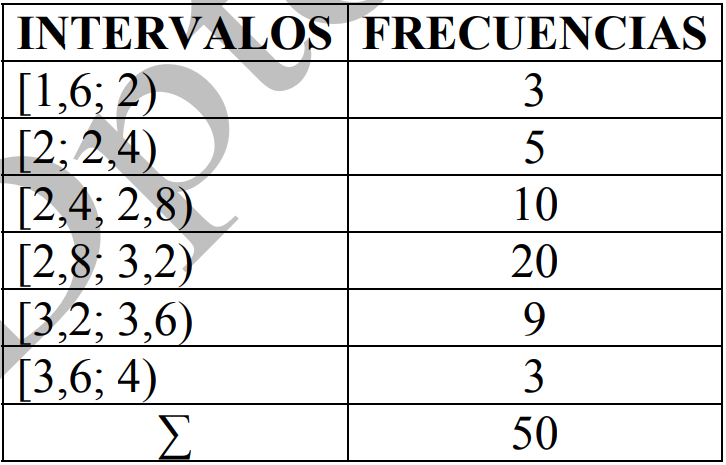 INTERVALOS FRECUENCIAS
[1,6; 2) 3
[2; 2,4) 5
[2,4; 2,8) 10
[2,8; 3,2) 20
[3,2; 3,6) 9
[3,6; 4) 3
∑ 50
Dpto